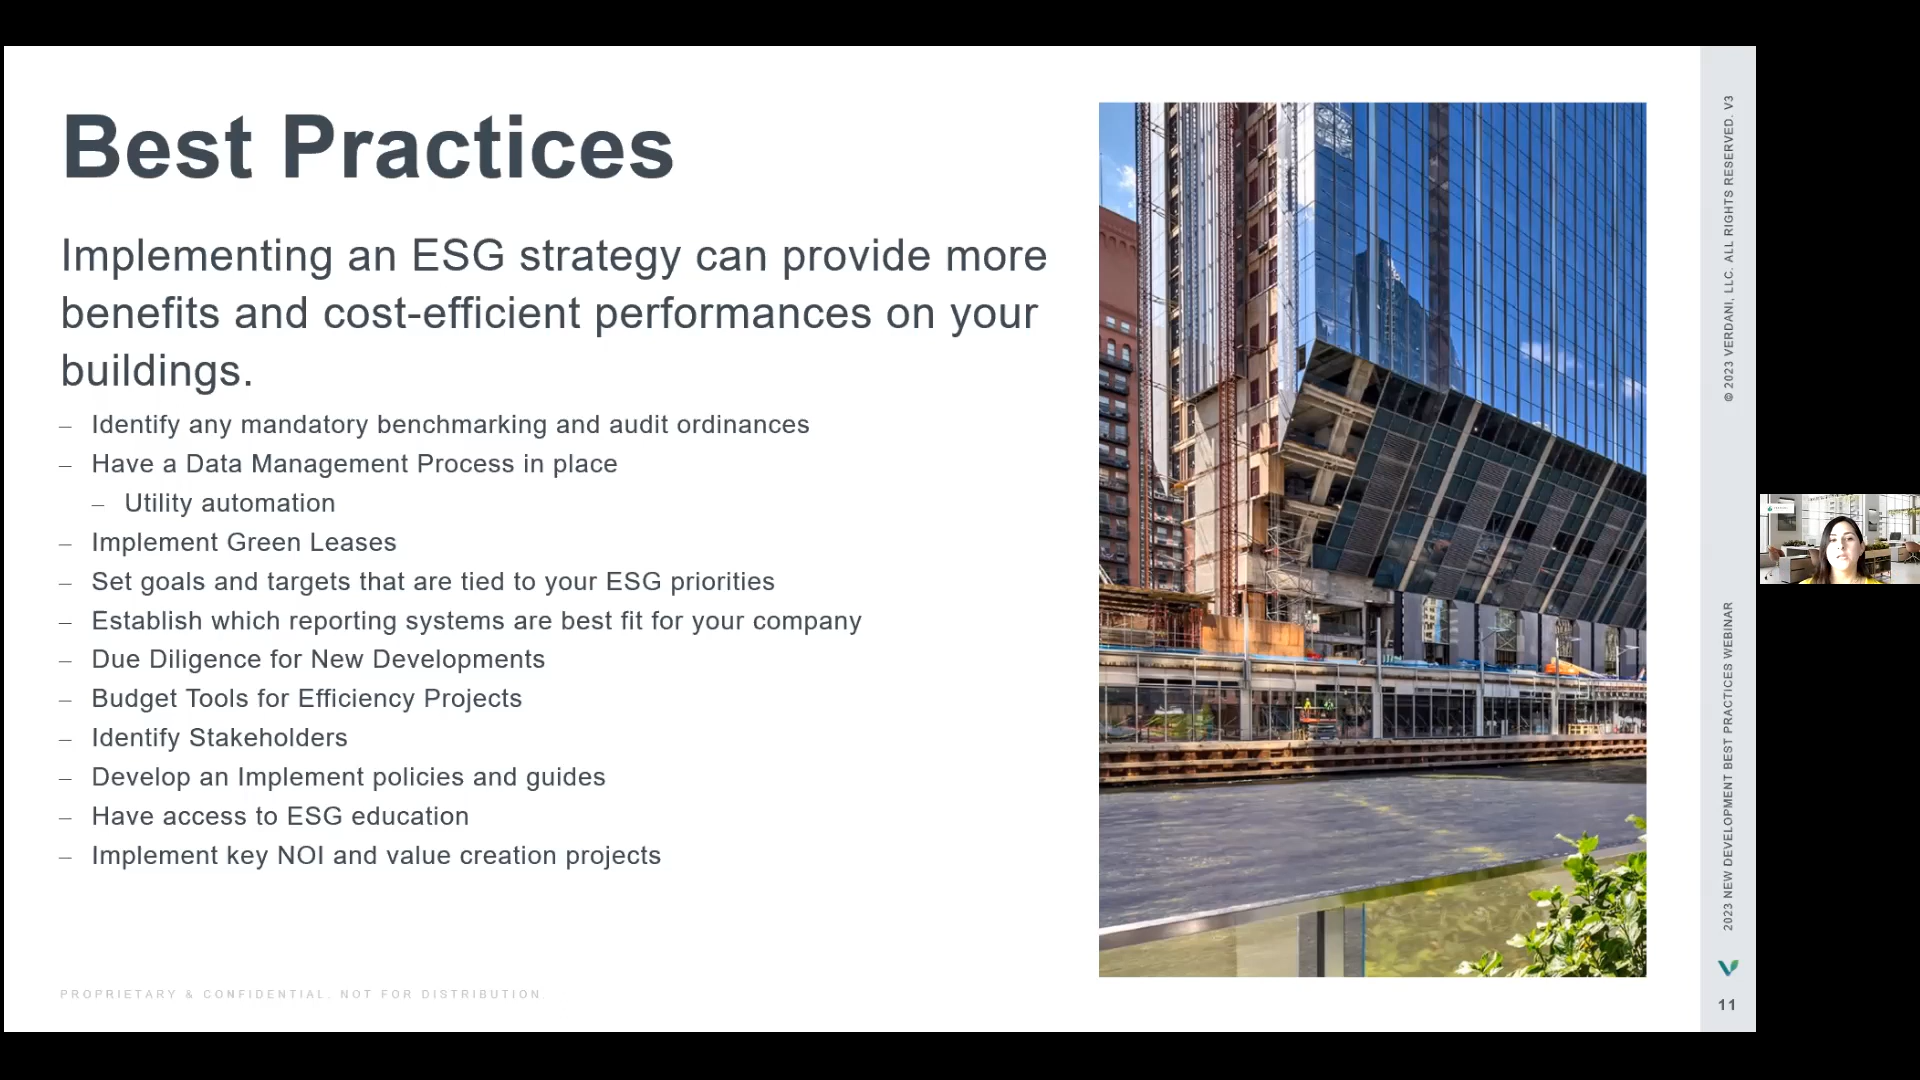 Best Practices
Implementing an ESG strategy can provide more
benefits and cost-efficient performances on your
buildings.
– Identify any mandatory benchmarking and audit ordinances
– Have a Data Management Process in place
– Utility automation
– Implement Green Leases
– Set goals and targets that are tied to your ESG priorities
– Establish which reporting systems are best fit for your company
– Due Diligence for New Developments
– Budget Tools for Efficiency Projects
– Identify Stakeholders
– Develop an Implement policies and guides
– Have access to ESG education
– Implement key NOI and value creation projects
PROPRIETARY & CONFIDENTIAL. NOT FOR DISTRIBUTION
© 2023 VERDANI, LLC. ALL RIGHTS RESERVED. V3
2023 NEW DEVELOPMENT BEST PRACTICES WEBINAR
11